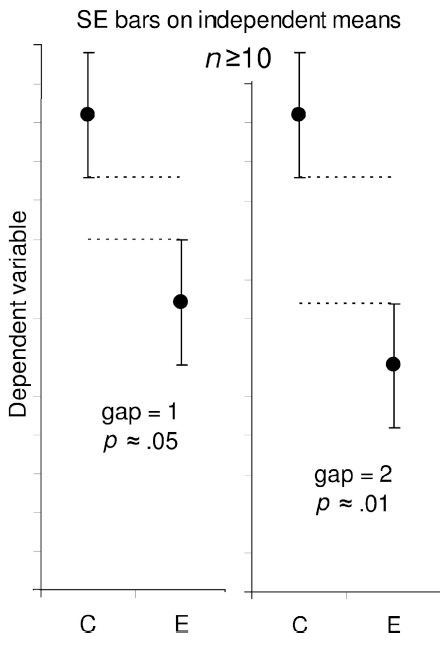 SE bars on independent means
n≥10
Dependent variable
gap = 1
p ≈ .05
gap = 2
p ≈ .01
C E C E